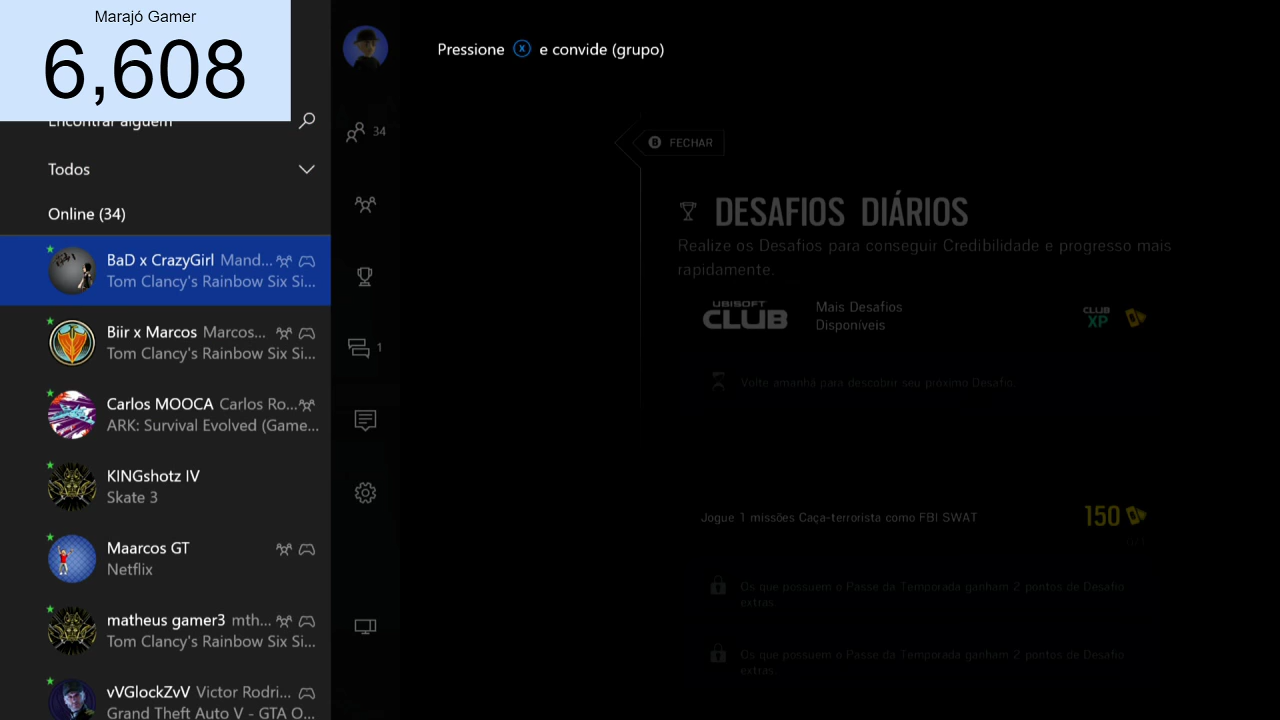 Marajó Gamer
6,608
Encontrar alguém
Todos
Online (34)
BaD x CrazyGirl Mand...
Tom Clancy's Rainbow Six Si...
Biir x Marcos Marcos...
Tom Clancy's Rainbow Six Si...
Carlos MOOCA Carlos Ro...
ARK: Survival Evolved (Game...
KINGshotz IV
Skate 3
Maarcos GT
Netflix
matheus gamer3 mth...
Tom Clancy's Rainbow Six Si...
vVGlockZvV Victor Rodri...
Grand Theft Auto V - GTA O...
34
1
Pressione X e convide (grupo)
B FECHAR
DESAFIOS DIÁRIOS
Realize os Desafios para conseguir Credibilidade e progresso mais
rapidamente.
UBISOFT
CLUB
Mais Desafios
Disponíveis
CLUB
XP
Volte amanhã para descobrir seu próximo Desafio.
Jogue 1 missões Caça-terrorista como FBI SWAT
150
Os que possuem o Passe da Temporada ganham 2 pontos de Desafio
extras.
Os que possuem o Passe da Temporada ganham 2 pontos de Desafio
extras.